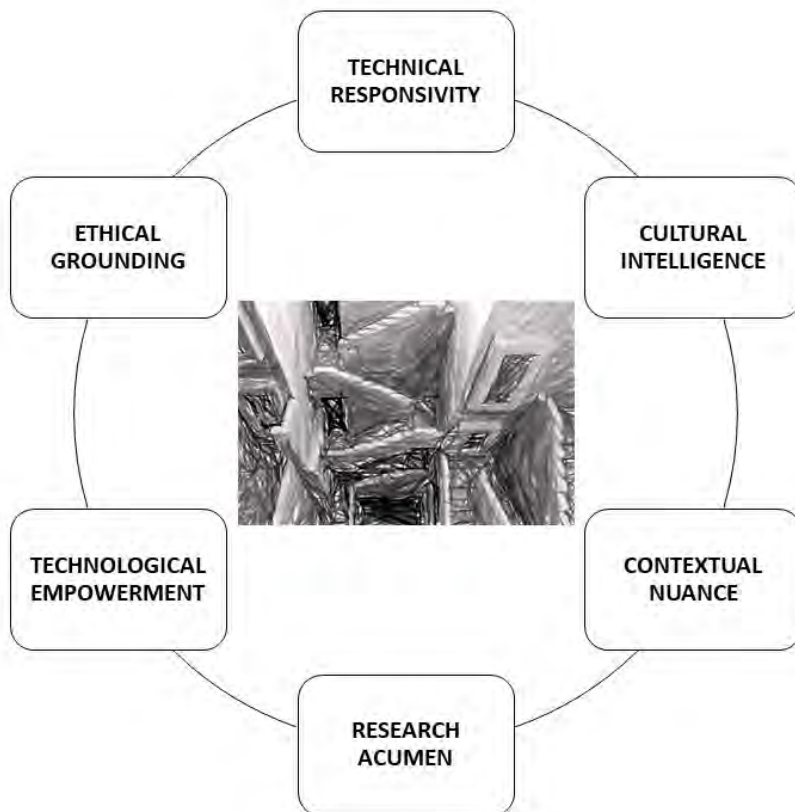 TECHNICAL
RESPONSIVITY
CULTURAL
INTELLIGENCE
CONTEXTUAL
NUANCE
RESEARCH
ACUMEN
TECHNOLOGICAL
EMPOWERMENT
ETHICAL
GROUNDING